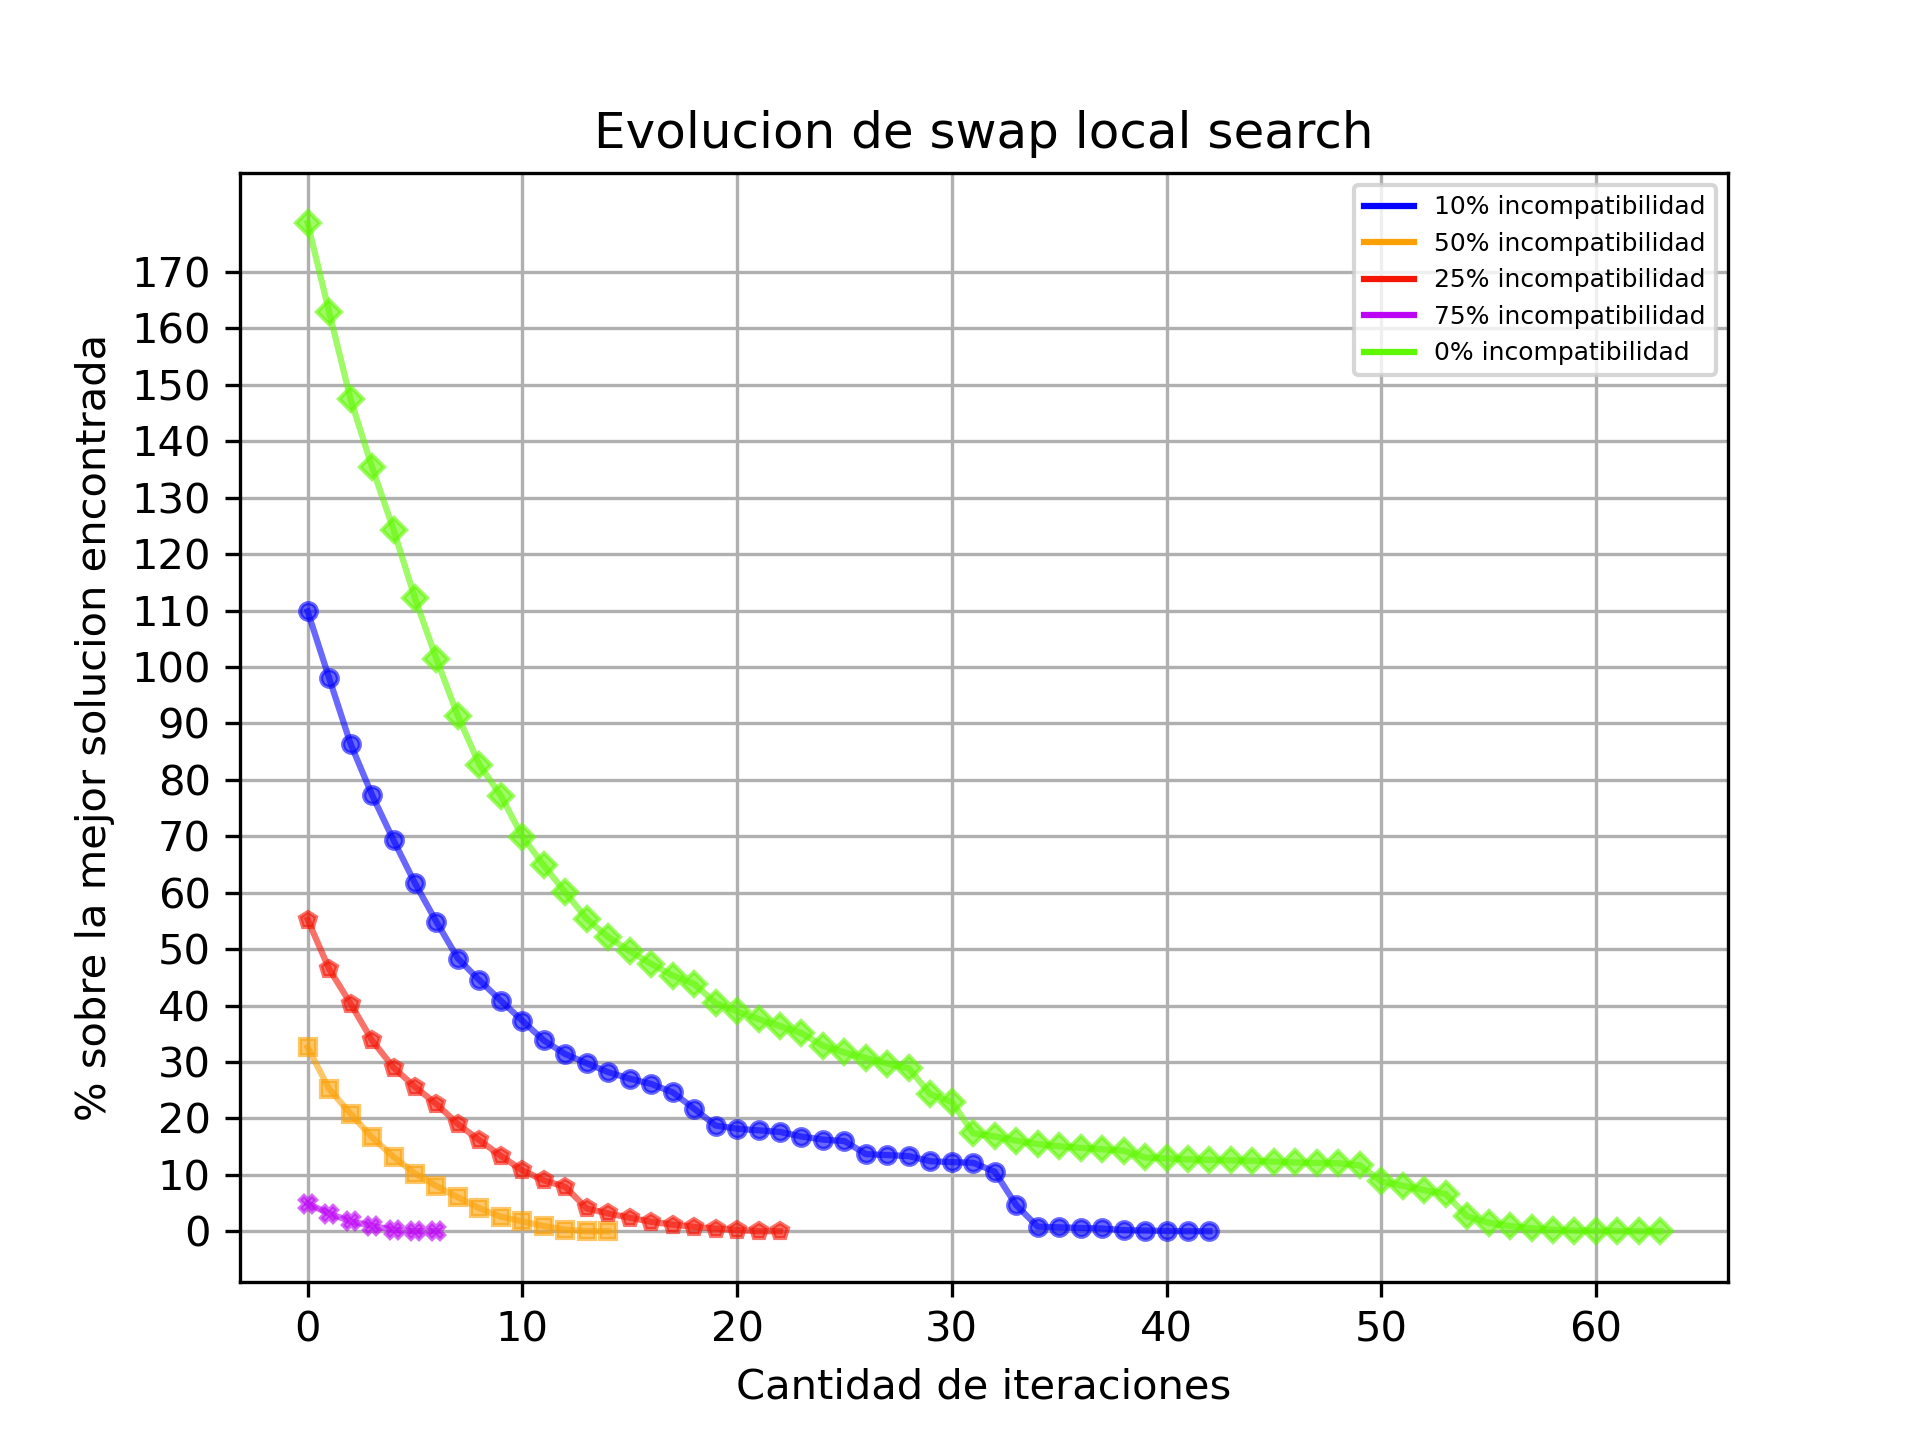 Evolucion de swap local search
10% incompatibilidad
50% incompatibilidad
25% incompatibilidad
75% incompatibilidad
0% incompatibilidad
% sobre la mejor solucion encontrada
170
160
150
140
130
120
110
100
90
80
70
60
50
40
30
20
10
0
0 10 20 30 40 50 60
Cantidad de iteraciones